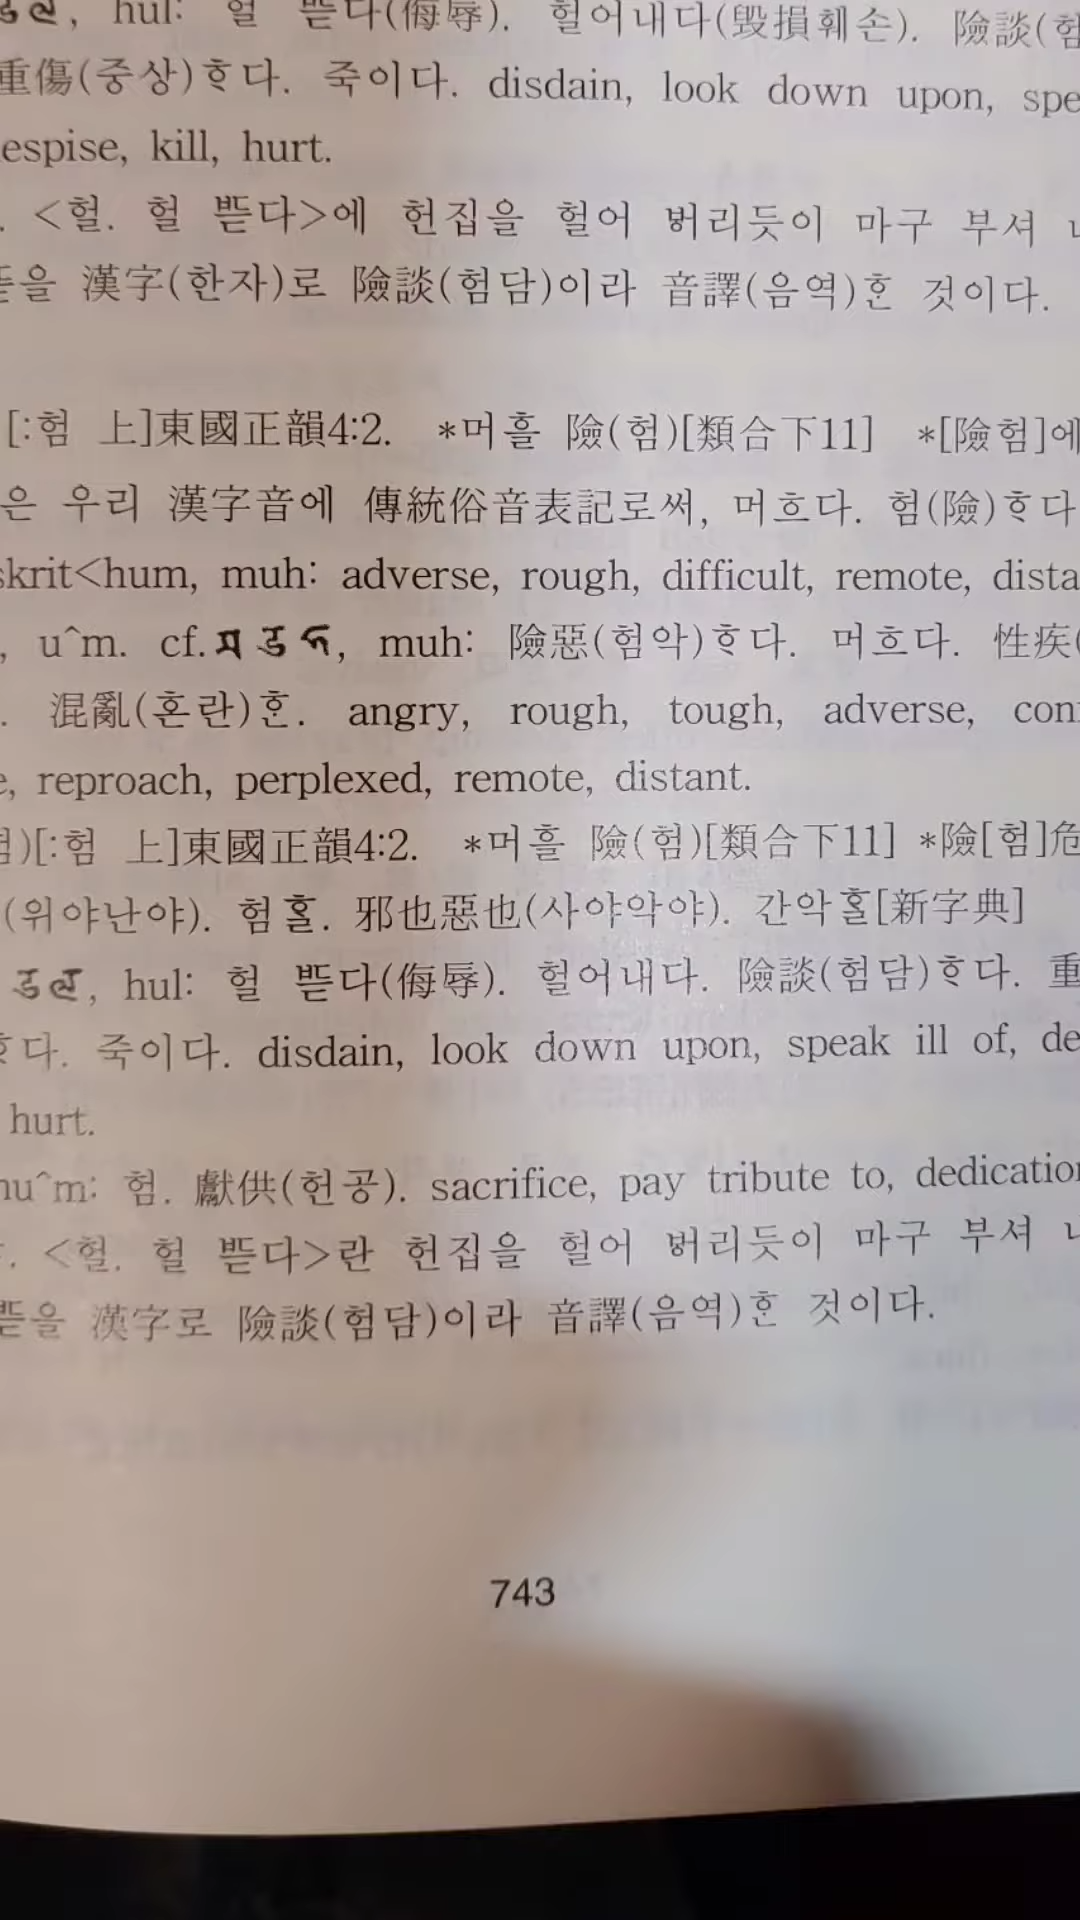 hul: 헐 뜯다(侮辱). 헐어내다(毁損훼손). 險談(험
重傷(중상)ᄒᆞ다. 죽이다. disdain, look down upon, spe
espise, kill, hurt.
. <헐. 헐 뜯다>에 헌집을 헐어 버리듯이 마구 부셔
뜯을 漢字(한자)로 險談(험담)이라 音譯(음역)ᄒᆞᆫ 것이다.
[:험 上]東國正韻4:2. *머흘 險(험)[類合下11] *[險험]에
은 우리 漢字音에 傳統俗音表記로써, 머흐다. 험(險)ᄒᆞ다
skrit<hum, muh: adverse, rough, difficult, remote, dista
, u^m. cf. muh: 險惡(험악)ᄒᆞ다. 머흐다. 性疾(
. 混亂(혼란)ᄒᆞᆫ. angry, rough, tough, adverse, con
e, reproach, perplexed, remote, distant.
험)[:험 上]東國正韻4:2. *머흘 險(험)[類合下11] *險[험]危
(위야난야). 험ᄒᆞᆯ. 邪也惡也(사야악야). 간악ᄒᆞᆯ[新字典]
, hul: 헐 뜯다(侮辱). 헐어내다. 險談(험담)ᄒᆞ다. 重
ᄒᆞ다. 죽이다. disdain, look down upon, speak ill of, de
hurt.
hu^m: 험. 獻供(헌공). sacrifice, pay tribute to, dedication
. <헐. 헐 뜯다>란 헌집을 헐어 버리듯이 마구 부셔
뜯을 漢字로 險談(험담)이라 音譯(음역)ᄒᆞᆫ 것이다.
743